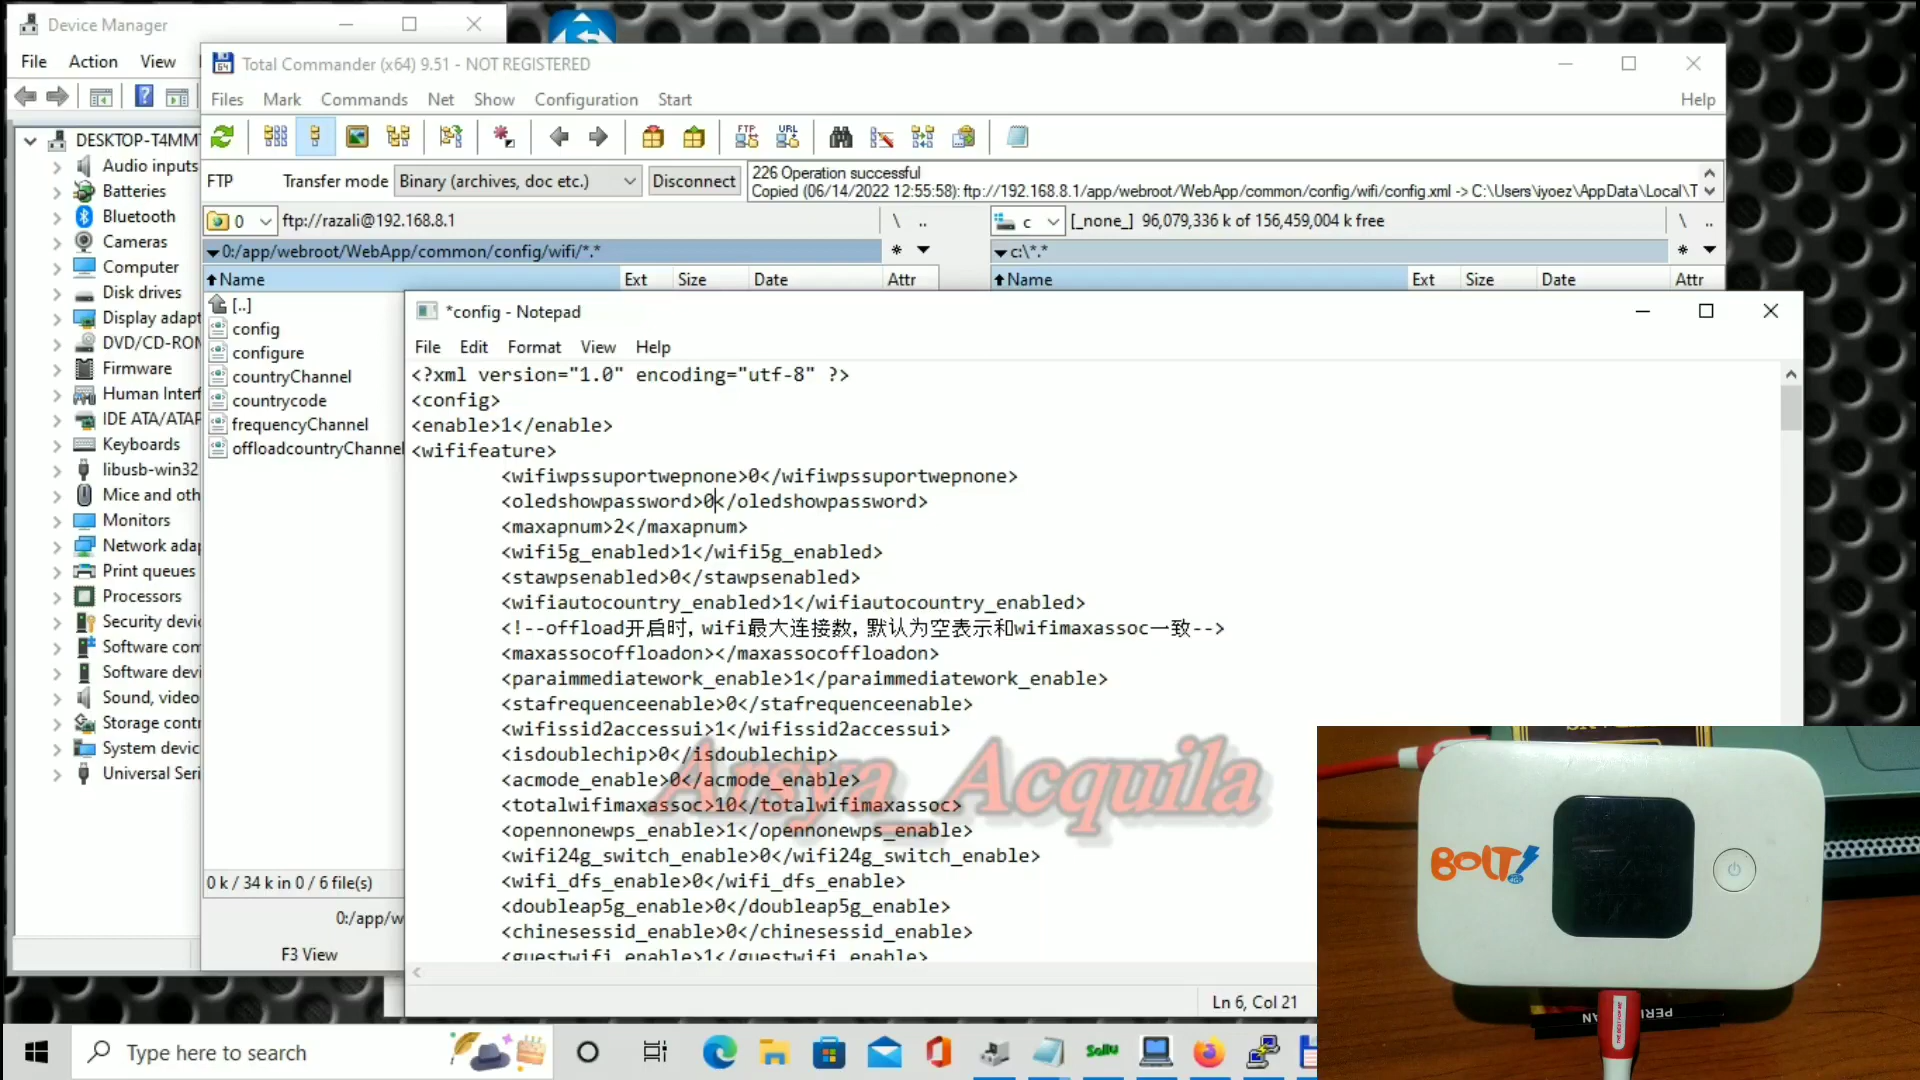 Device Manager
File Action View
DESKTOP-T4MM
Audio inputs
Batteries
Bluetooth
Cameras
Computer
Disk drives
Display adapt
DVD/CD-ROM
Firmware
Human Interf
IDE ATA/ATAP
Keyboards
libusb-win32
Mice and oth
Monitors
Network adap
Print queues
Processors
Security devic
Software com
Software devi
Sound, video
Storage contr
System devic
Universal Seri
Total Commander (x64) 9.51 - NOT REGISTERED
Files Mark Commands Net Show Configuration Start Help
FTP URL
FTP Transfer mode Binary (archives, doc etc.) Disconnect
226 Operation successful
Copied (06/14/2022 12:55:58): ftp://192.168.8.1/app/webroot/WebApp/common/config/wifi/config.xml -> C:\Users\iyoez\AppData\Local\T
0 ftp://razali@192.168.8.1 \ ..
c [_none_] 96,079,336 k of 156,459,004 k free \ ..
0:/app/webroot/WebApp/common/config/wifi/*.* *
c:\*.* *
Name Ext Size Date Attr
Name Ext Size Date Attr
[..]
config
configure
countryChannel
countrycode
frequencyChannel
offloadcountryChannel
0 k / 34 k in 0 / 6 file(s)
0:/app/w
F3 View
*config - Notepad
File Edit Format View Help
<?xml version="1.0" encoding="utf-8" ?>
<config>
<enable>1</enable>
<wififeature>
<wifiwpssuportwepnone>0</wifiwpssuportwepnone>
<oledshowpassword>0</oledshowpassword>
<maxapnum>2</maxapnum>
<wifi5g_enabled>1</wifi5g_enabled>
<stawpsenabled>0</stawpsenabled>
<wifiautocountry_enabled>1</wifiautocountry_enabled>
<!--offload开启时, wifi最大连接数, 默认为空表示和wifimaxassoc一致-->
<maxassocoffloadon></maxassocoffloadon>
<paraimmediatework_enable>1</paraimmediatework_enable>
<stafrequenceenable>0</stafrequenceenable>
<wifissid2accessui>1</wifissid2accessui>
<isdoublechip>0</isdoublechip>
<acmode_enable>0</acmode_enable>
<totalwifimaxassoc>10</totalwifimaxassoc>
<opennonewps_enable>1</opennonewps_enable>
<wifi24g_switch_enable>0</wifi24g_switch_enable>
<wifi_dfs_enable>0</wifi_dfs_enable>
<doubleap5g_enable>0</doubleap5g_enable>
<chinesessid_enable>0</chinesessid_enable>
<guestwifi_enable>1</guestwifi_enable>
Arsya_Acquila
Ln 6, Col 21
BOLT!
Type here to search